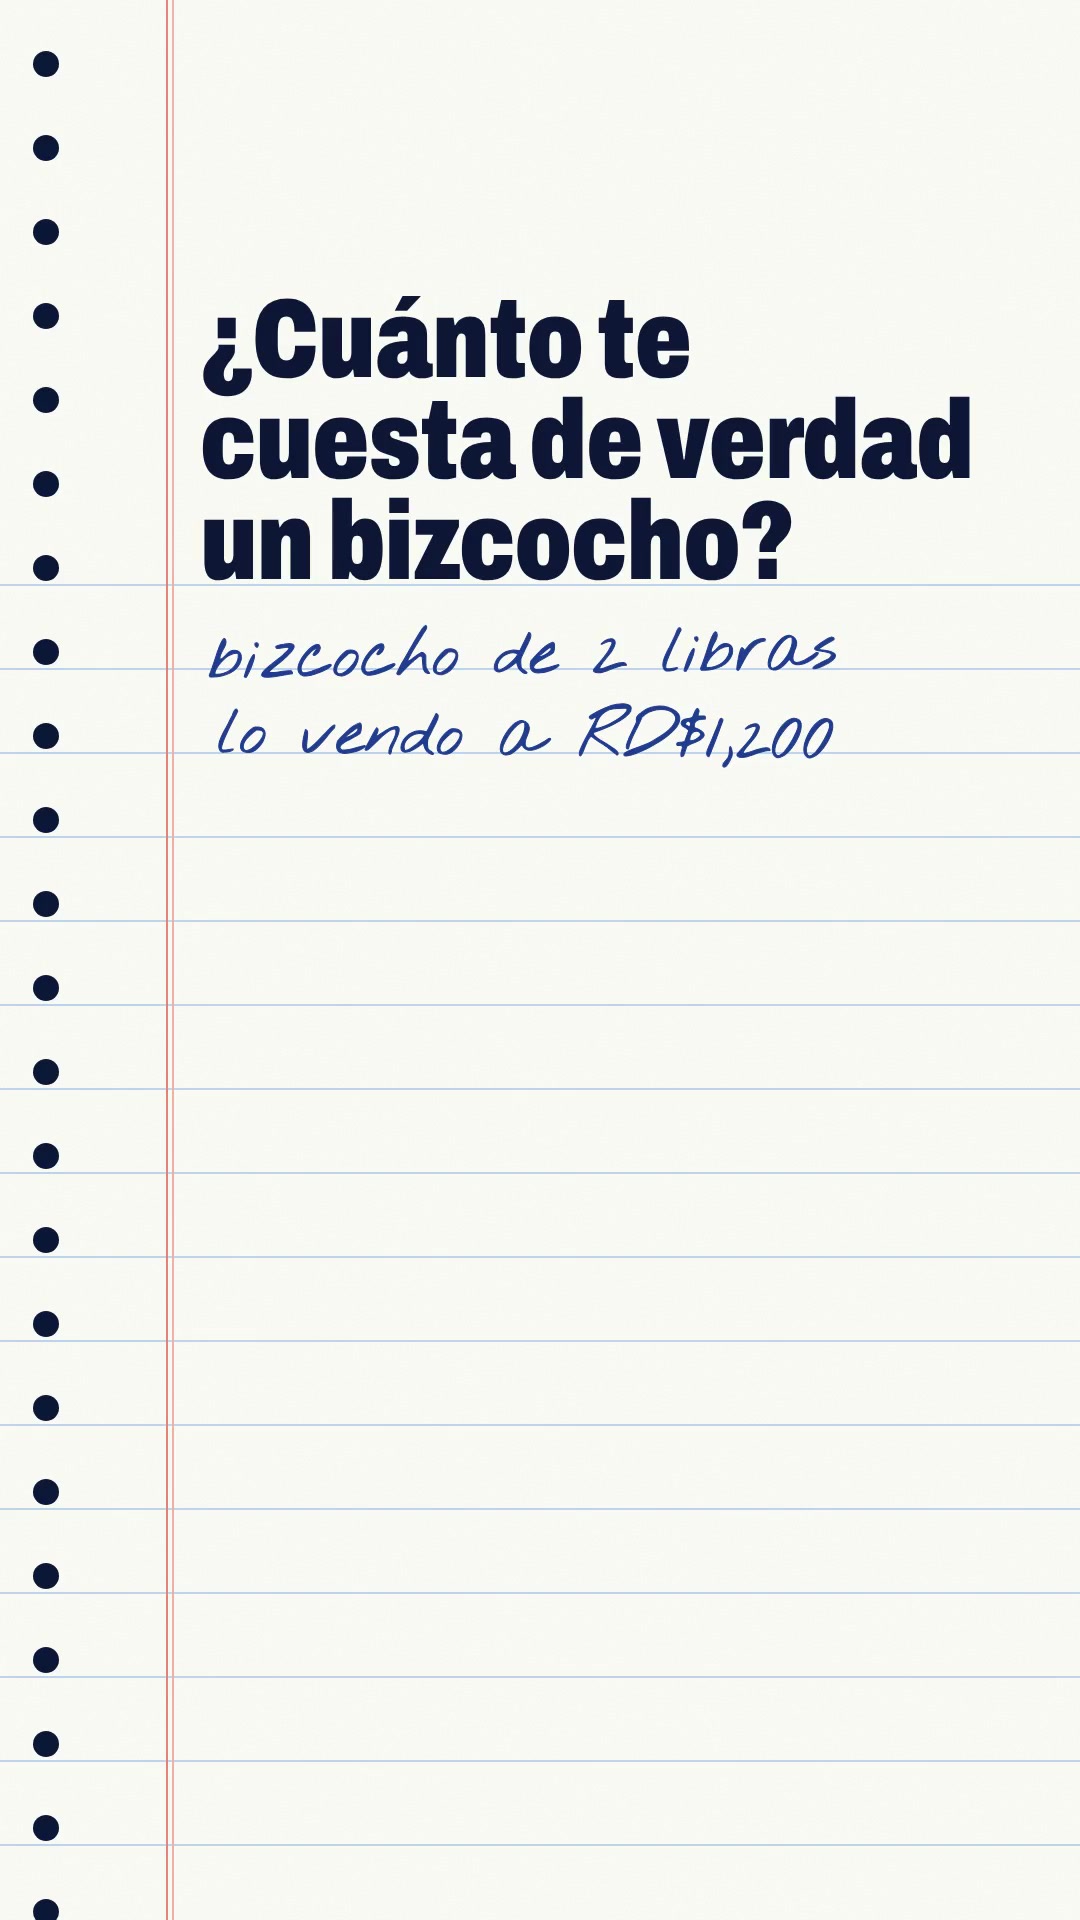 ¿Cuánto te
cuesta de verdad
un bizcocho?
bizcocho de 2 libras
lo vendo a RD$1,200